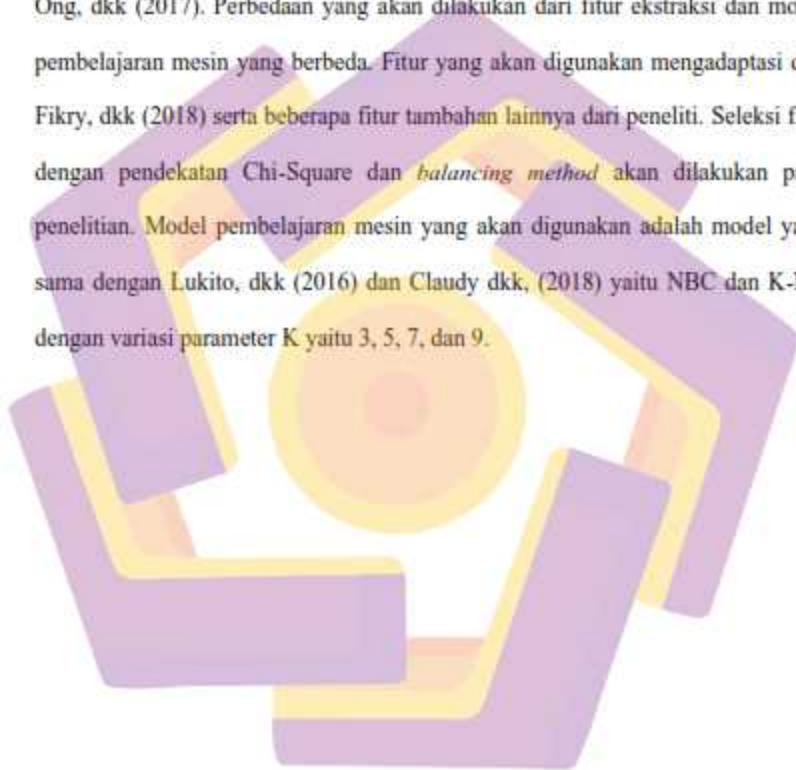 Ong, dkk (2017). Perbedaan yang akan dilakukan dari fitur ekstraksi dan mo
pembelajaran mesin yang berbeda. Fitur yang akan digunakan mengadaptasi d
Fikry, dkk (2018) serta beberapa fitur tambahan lainnya dari peneliti. Seleksi f
dengan pendekatan Chi-Square dan balancing method akan dilakukan pa
penelitian. Model pembelajaran mesin yang akan digunakan adalah model ya
sama dengan Lukito, dkk (2016) dan Claudy dkk, (2018) yaitu NBC dan K-
dengan variasi parameter K yaitu 3, 5, 7, dan 9.